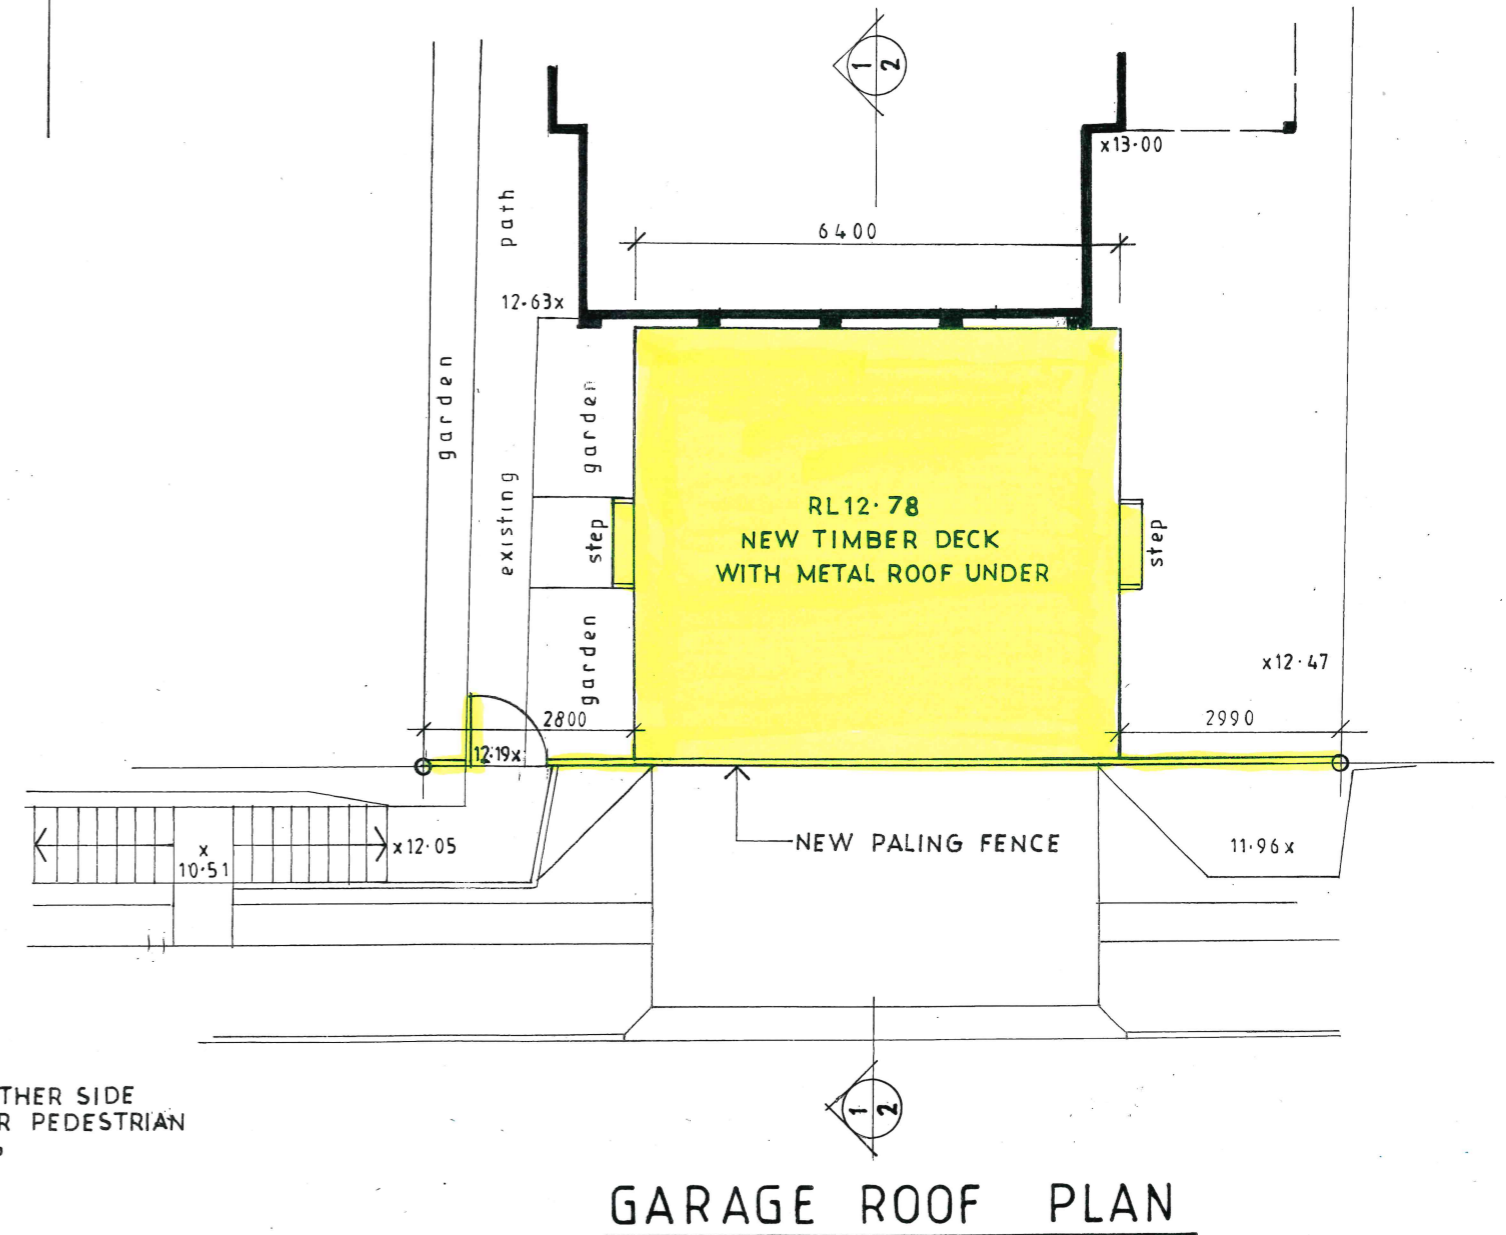 1
2
x13·00
6400
path
12·63x
garden
garden
existing
step
RL12·78
NEW TIMBER DECK
WITH METAL ROOF UNDER
step
garden
x12·47
2800
2990
12·19x
NEW PALING FENCE
x12·05
x
10·51
11·96x
THER SIDE
R PEDESTRIAN
1
2
GARAGE ROOF PLAN